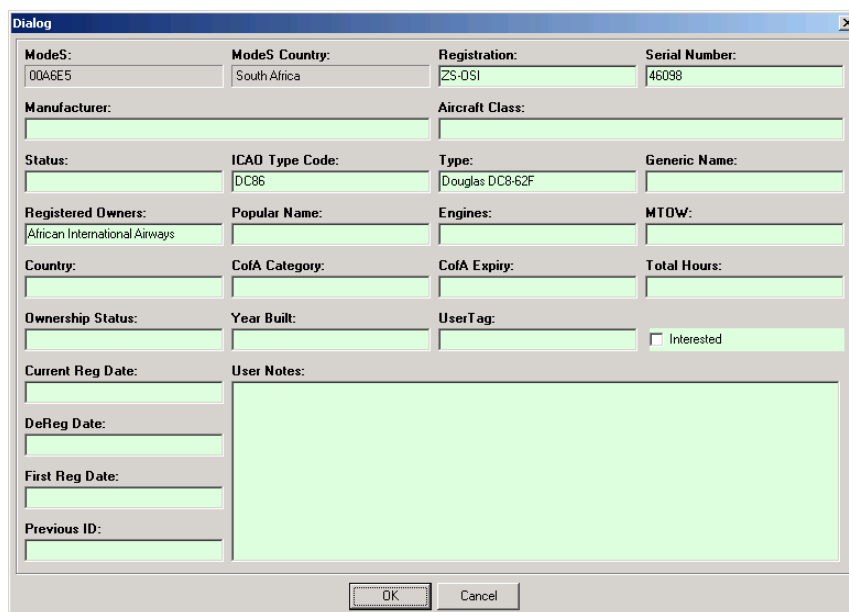 Dialog
ModeS: ModeS Country: Registration: Serial Number:
00A6E5 South Africa ZS-OSI 46098
Manufacturer: Aircraft Class:
Status: ICAO Type Code: Type: Generic Name:
DC86 Douglas DC8-62F
Registered Owners: Popular Name: Engines: MTOW:
African International Airways
Country: CofA Category: CofA Expiry: Total Hours:
Ownership Status: Year Built: UserTag:
Interested
Current Reg Date: User Notes:
DeReg Date:
First Reg Date:
Previous ID:
OK Cancel